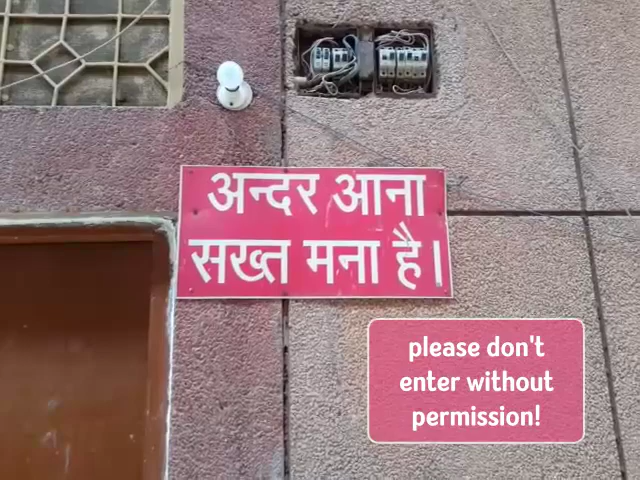 अन्दर आना
सख्त मना है।
please don't
enter without
permission!